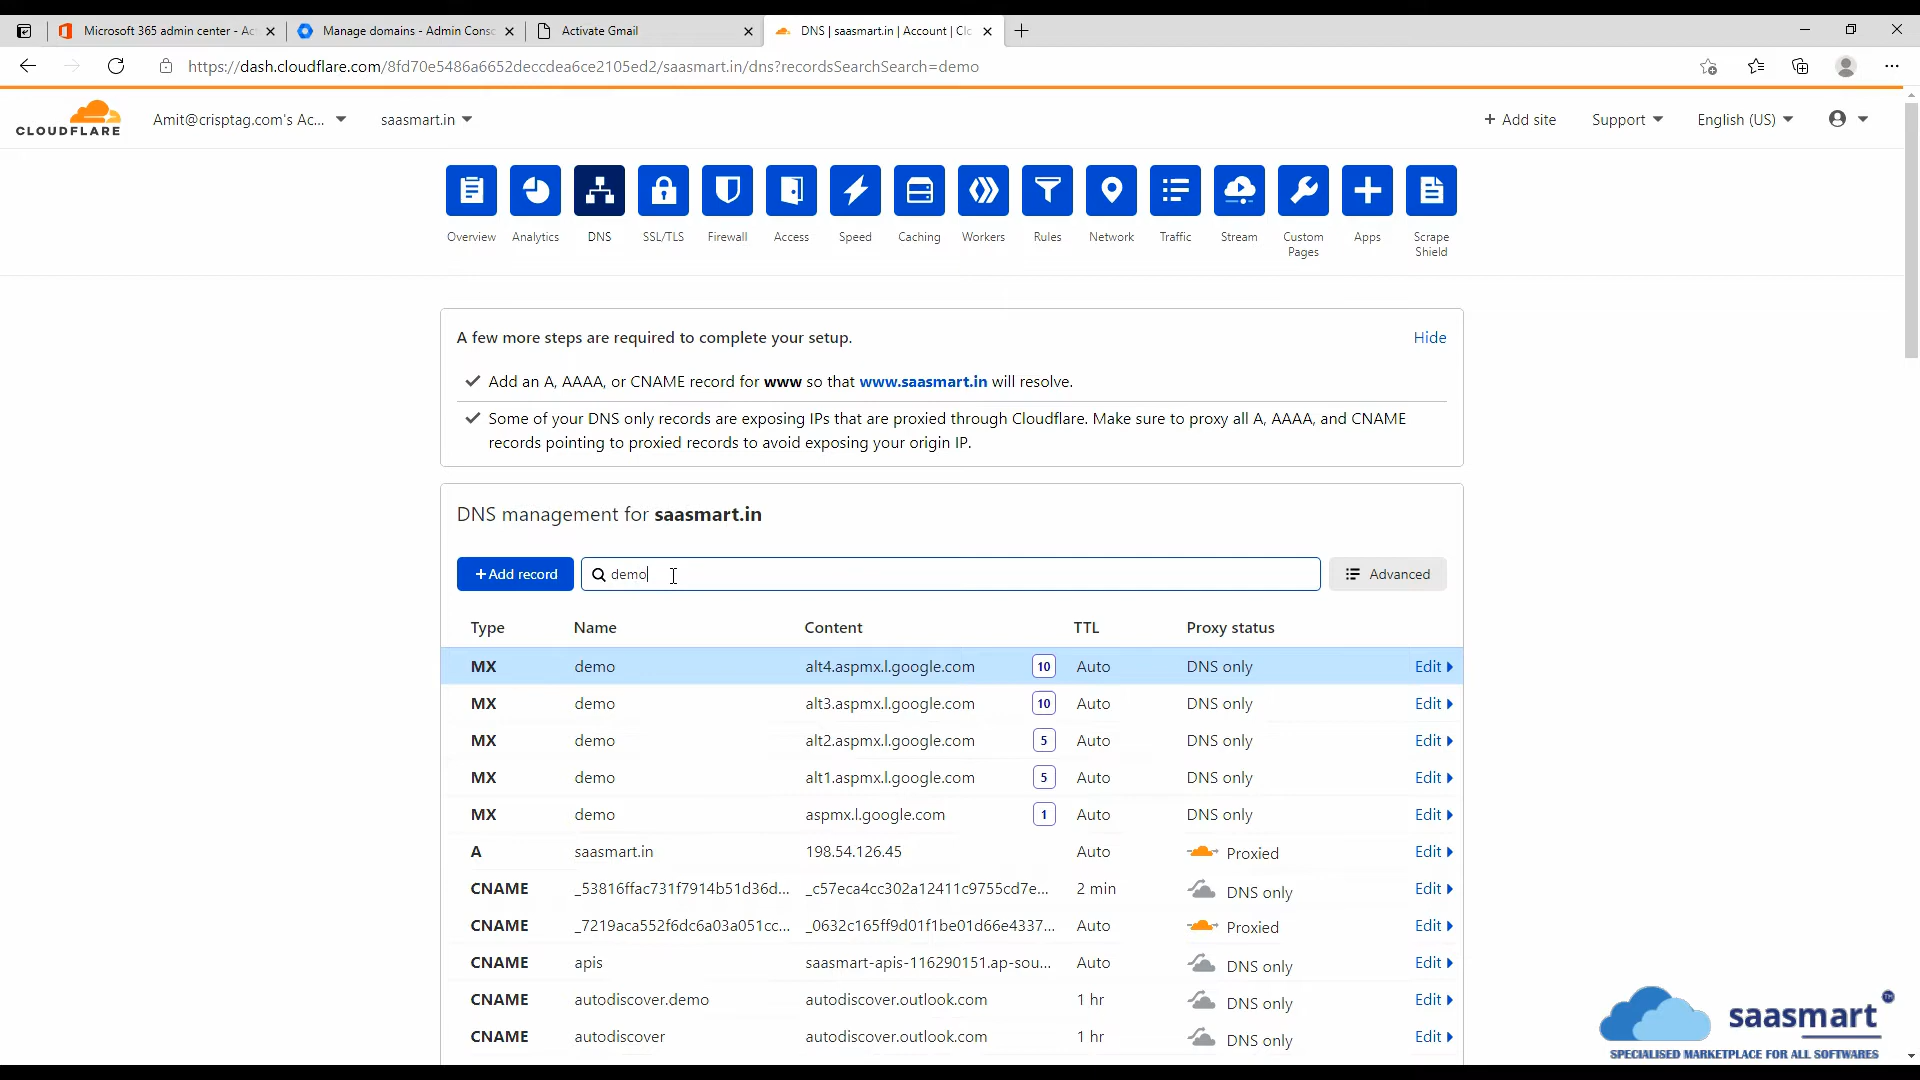 Microsoft 365 admin center - Ac
Manage domains - Admin Consc
Activate Gmail
DNS | saasmart.in | Account | Clc
https://dash.cloudflare.com/8fd70e5486a6652deccdea6ce2105ed2/saasmart.in/dns?recordsSearchSearch=demo
CLOUDFLARE
Amit@crisptag.com's Ac...
saasmart.in
+ Add site
Support
English (US)
Overview
Analytics
DNS
SSL/TLS
Firewall
Access
Speed
Caching
Workers
Rules
Network
Traffic
Stream
Custom Pages
Apps
Scrape Shield
A few more steps are required to complete your setup.
Hide
Add an A, AAAA, or CNAME record for www so that www.saasmart.in will resolve.
Some of your DNS only records are exposing IPs that are proxied through Cloudflare. Make sure to proxy all A, AAAA, and CNAME
records pointing to proxied records to avoid exposing your origin IP.
DNS management for saasmart.in
+ Add record
demo
Advanced
Type Name Content TTL Proxy status
MX demo alt4.aspmx.l.google.com 10 Auto DNS only Edit
MX demo alt3.aspmx.l.google.com 10 Auto DNS only Edit
MX demo alt2.aspmx.l.google.com 5 Auto DNS only Edit
MX demo alt1.aspmx.l.google.com 5 Auto DNS only Edit
MX demo aspmx.l.google.com 1 Auto DNS only Edit
A saasmart.in 198.54.126.45 Auto Proxied Edit
CNAME _53816ffac731f7914b51d36d... _c57eca4cc302a12411c9755cd7e... 2 min DNS only Edit
CNAME _7219aca552f6dc6a03a051cc... _0632c165ff9d01f1be01d66e4337... Auto Proxied Edit
CNAME apis saasmart-apis-116290151.ap-sou... Auto DNS only Edit
CNAME autodiscover.demo autodiscover.outlook.com 1 hr DNS only Edit
CNAME autodiscover autodiscover.outlook.com 1 hr DNS only Edit
saasmart TM
SPECIALISED MARKETPLACE FOR ALL SOFTWARES